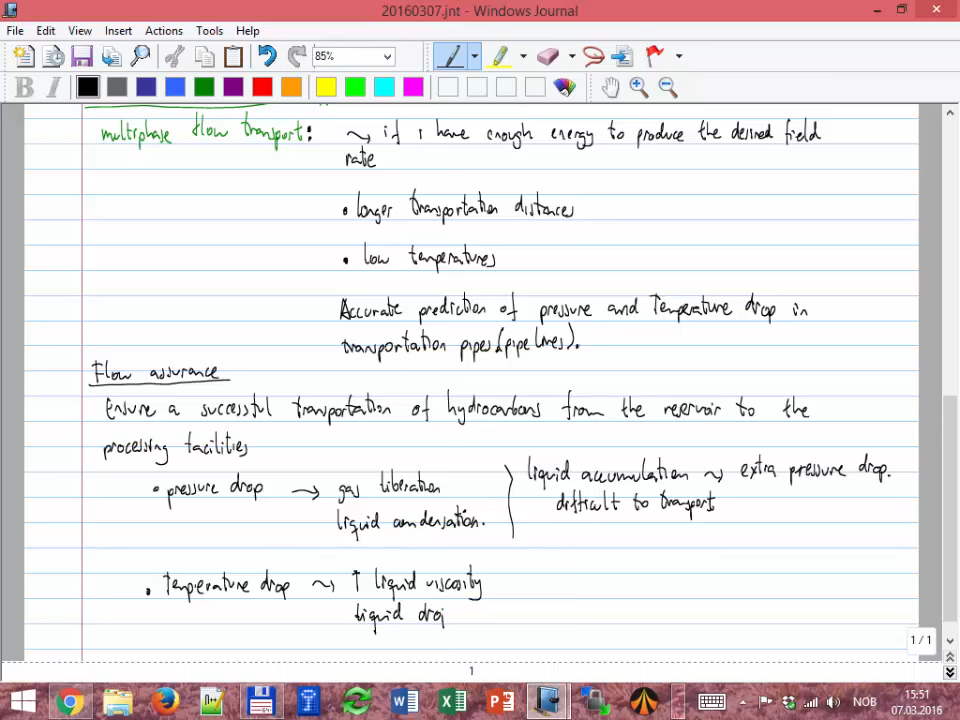 20160307.jnt - Windows Journal
File Edit View Insert Actions Tools Help
85%
B I
multiphase flow transport: ~> if I have enough energy to produce the desired field
rate
• longer transportation distances
• low temperatures
Accurate prediction of pressure and Temperature drop in
transportation pipes (pipelines).
Flow assurance
Ensure a successful transportation of hydrocarbons from the reservoir to the
processing facilities
• pressure drop → gas liberation
liquid condensation.
liquid accumulation ~> extra pressure drop.
difficult to transport
• Temperature drop ~> ↑ liquid viscosity
liquid droj
1 / 1
1
NOB
15:51
07.03.2016